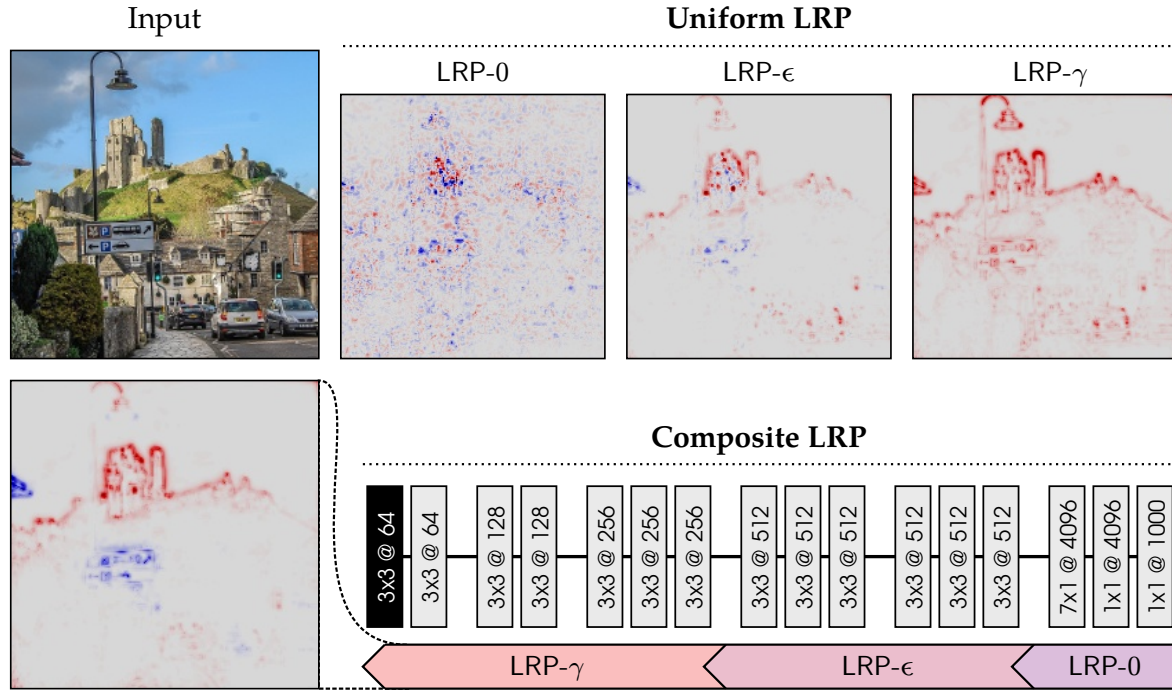 Input
Uniform LRP
LRP-0
LRP-ϵ
LRP-γ
P
P
Composite LRP
3x3 @ 64
3x3 @ 64
3x3 @ 128
3x3 @ 128
3x3 @ 256
3x3 @ 256
3x3 @ 256
3x3 @ 512
3x3 @ 512
3x3 @ 512
3x3 @ 512
3x3 @ 512
3x3 @ 512
7x1 @ 4096
1x1 @ 4096
1x1 @ 1000
LRP-γ
LRP-ϵ
LRP-0